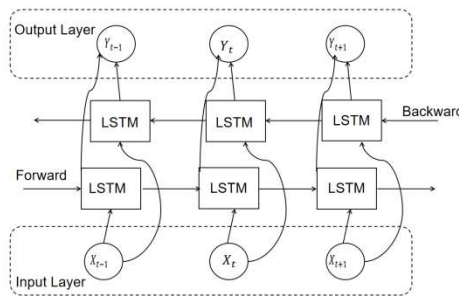 Output Layer
Y_{t-1} Y_t Y_{t+1}
LSTM LSTM LSTM
Backward
Forward
LSTM LSTM LSTM
X_{t-1} X_t X_{t+1}
Input Layer